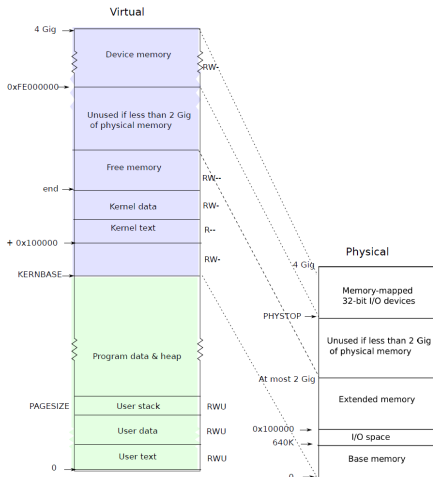 Virtual
4 Gig
Device memory
RW-
0xFE000000
Unused if less than 2 Gig
of physical memory
Free memory
RW--
end
Kernel data
RW-
Kernel text
R--
+ 0x100000
RW-
KERNBASE
Program data & heap
PAGESIZE
User stack
RWU
User data
RWU
User text
RWU
0
Physical
4 Gig
Memory-mapped
32-bit I/O devices
PHYSTOP
Unused if less than 2 Gig
of physical memory
At most 2 Gig
Extended memory
0x100000
I/O space
640K
Base memory
0